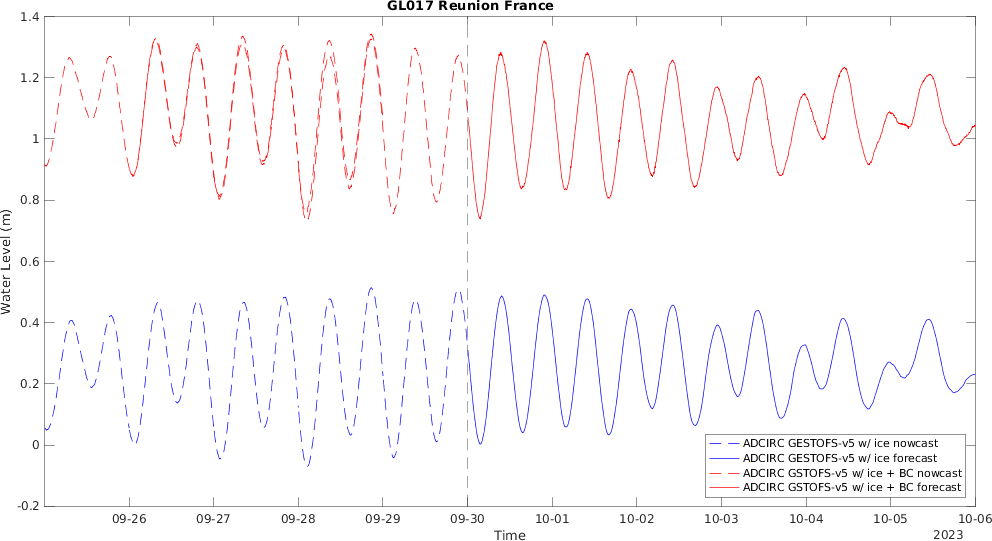 GL017 Reunion France
1.4
1.2
1
0.8
0.6
0.4
0.2
0
-0.2
Water Level (m)
09-26 09-27 09-28 09-29 09-30 10-01 10-02 10-03 10-04 10-05 10-06
Time
2023
ADCIRC GESTOFS-v5 w/ ice nowcast
ADCIRC GESTOFS-v5 w/ ice forecast
ADCIRC GSTOFS-v5 w/ ice + BC nowcast
ADCIRC GSTOFS-v5 w/ ice + BC forecast